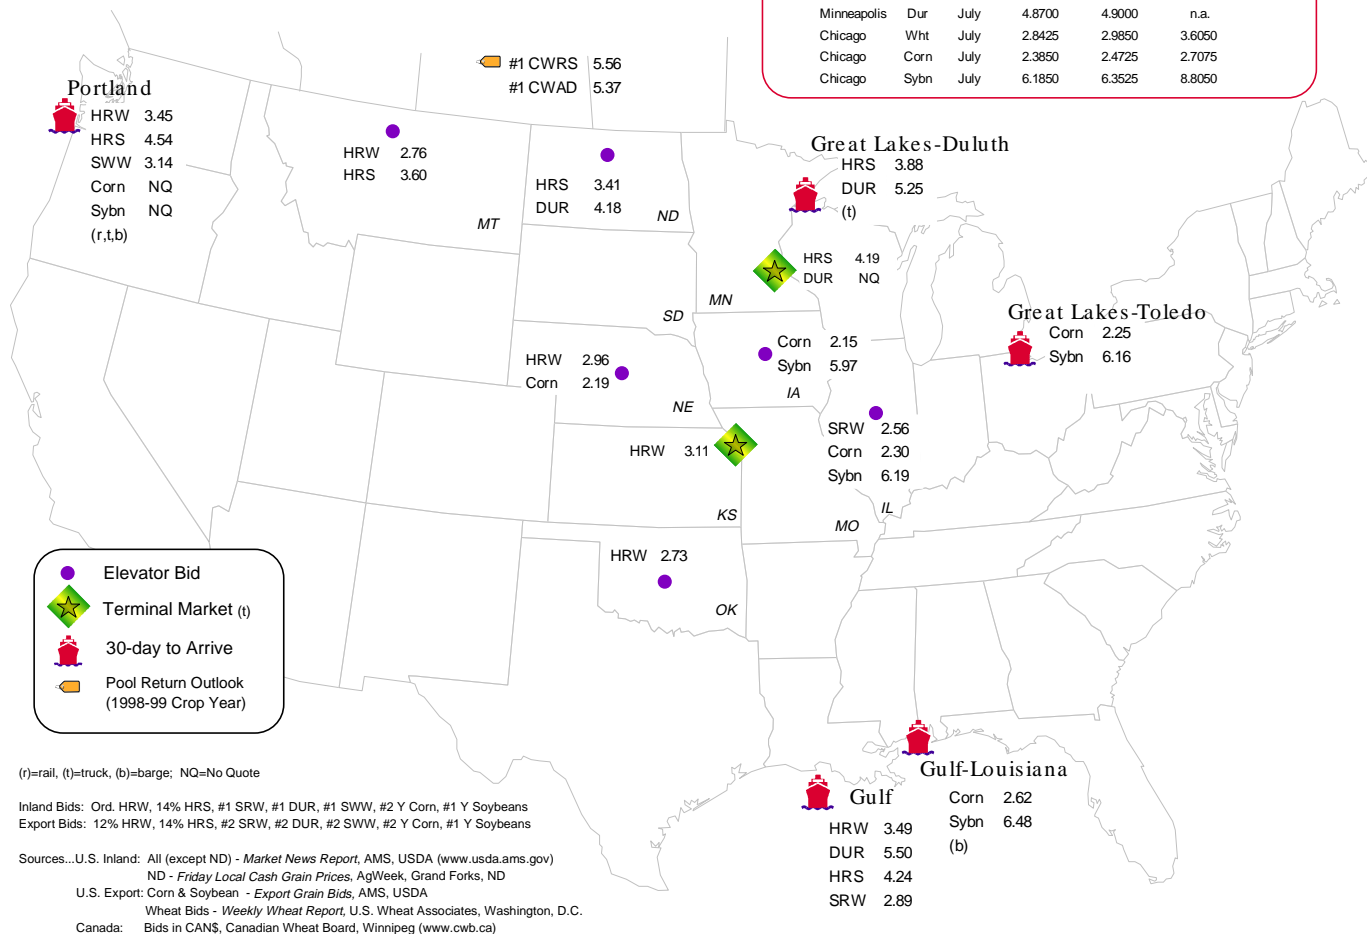 Minneapolis Dur July 4.8700 4.9000 n.a.
Chicago Wht July 2.8425 2.9850 3.6050
Chicago Corn July 2.3850 2.4725 2.7075
Chicago Sybn July 6.1850 6.3525 8.8050
#1 CWRS 5.56
#1 CWAD 5.37
Portland
HRW 3.45
HRS 4.54
SWW 3.14
Corn NQ
Sybn NQ
(r,t,b)
HRW 2.76
HRS 3.60
MT
HRS 3.41
DUR 4.18
ND
Great Lakes-Duluth
HRS 3.88
DUR 5.25
(t)
HRS 4.19
DUR NQ
MN
SD
Great Lakes-Toledo
Corn 2.25
Sybn 6.16
HRW 2.96
Corn 2.19
NE
Corn 2.15
Sybn 5.97
IA
SRW 2.56
Corn 2.30
Sybn 6.19
IL
HRW 3.11
KS
MO
HRW 2.73
OK
Elevator Bid
Terminal Market (t)
30-day to Arrive
Pool Return Outlook
(1998-99 Crop Year)
Gulf-Louisiana
Corn 2.62
Sybn 6.48
(b)
Gulf
HRW 3.49
DUR 5.50
HRS 4.24
SRW 2.89
(r)=rail, (t)=truck, (b)=barge; NQ=No Quote
Inland Bids: Ord. HRW, 14% HRS, #1 SRW, #1 DUR, #1 SWW, #2 Y Corn, #1 Y Soybeans
Export Bids: 12% HRW, 14% HRS, #2 SRW, #2 DUR, #2 SWW, #2 Y Corn, #1 Y Soybeans
Sources...U.S. Inland: All (except ND) - Market News Report, AMS, USDA (www.usda.ams.gov)
ND - Friday Local Cash Grain Prices, AgWeek, Grand Forks, ND
U.S. Export: Corn & Soybean - Export Grain Bids, AMS, USDA
Wheat Bids - Weekly Wheat Report, U.S. Wheat Associates, Washington, D.C.
Canada: Bids in CAN$, Canadian Wheat Board, Winnipeg (www.cwb.ca)